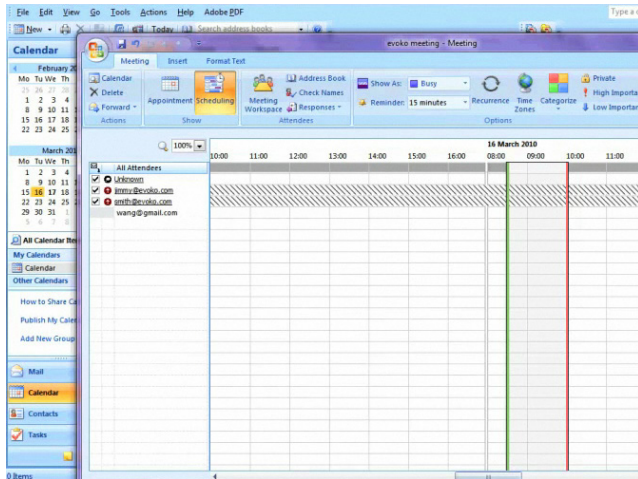 File Edit View Go Tools Actions Help Adobe PDF
New Today Search address books
evoko meeting - Meeting
Calendar
Meeting Insert Format Text
Calendar
Delete
Forward
Actions
Appointment Scheduling
Show
Meeting Workspace
Address Book
Check Names
Responses
Attendees
Show As: Busy
Reminder: 15 minutes
Recurrence
Time Zones
Categorize
Private
High Importa
Low Importan
Options
February 20
Mo Tu We Th
25 26 27 28
1 2 3 4
8 9 10 11
15 16 17 18
22 23 24 25
March 201
Mo Tu We Th
1 2 3 4
8 9 10 11
15 16 17 18
22 23 24 25
29 30 31 1
5 6 7 8
100%
16 March 2010
10:00 11:00 12:00 13:00 14:00 15:00 16:00 08:00 09:00 10:00 11:00
All Attendees
Unknown
jimmy@evoko.com
smith@evoko.com
wang@gmail.com
All Calendar Ite
My Calendars
Calendar
Other Calendars
How to Share Ca
Publish My Calen
Add New Group
Mail
Calendar
Contacts
Tasks
0 Items